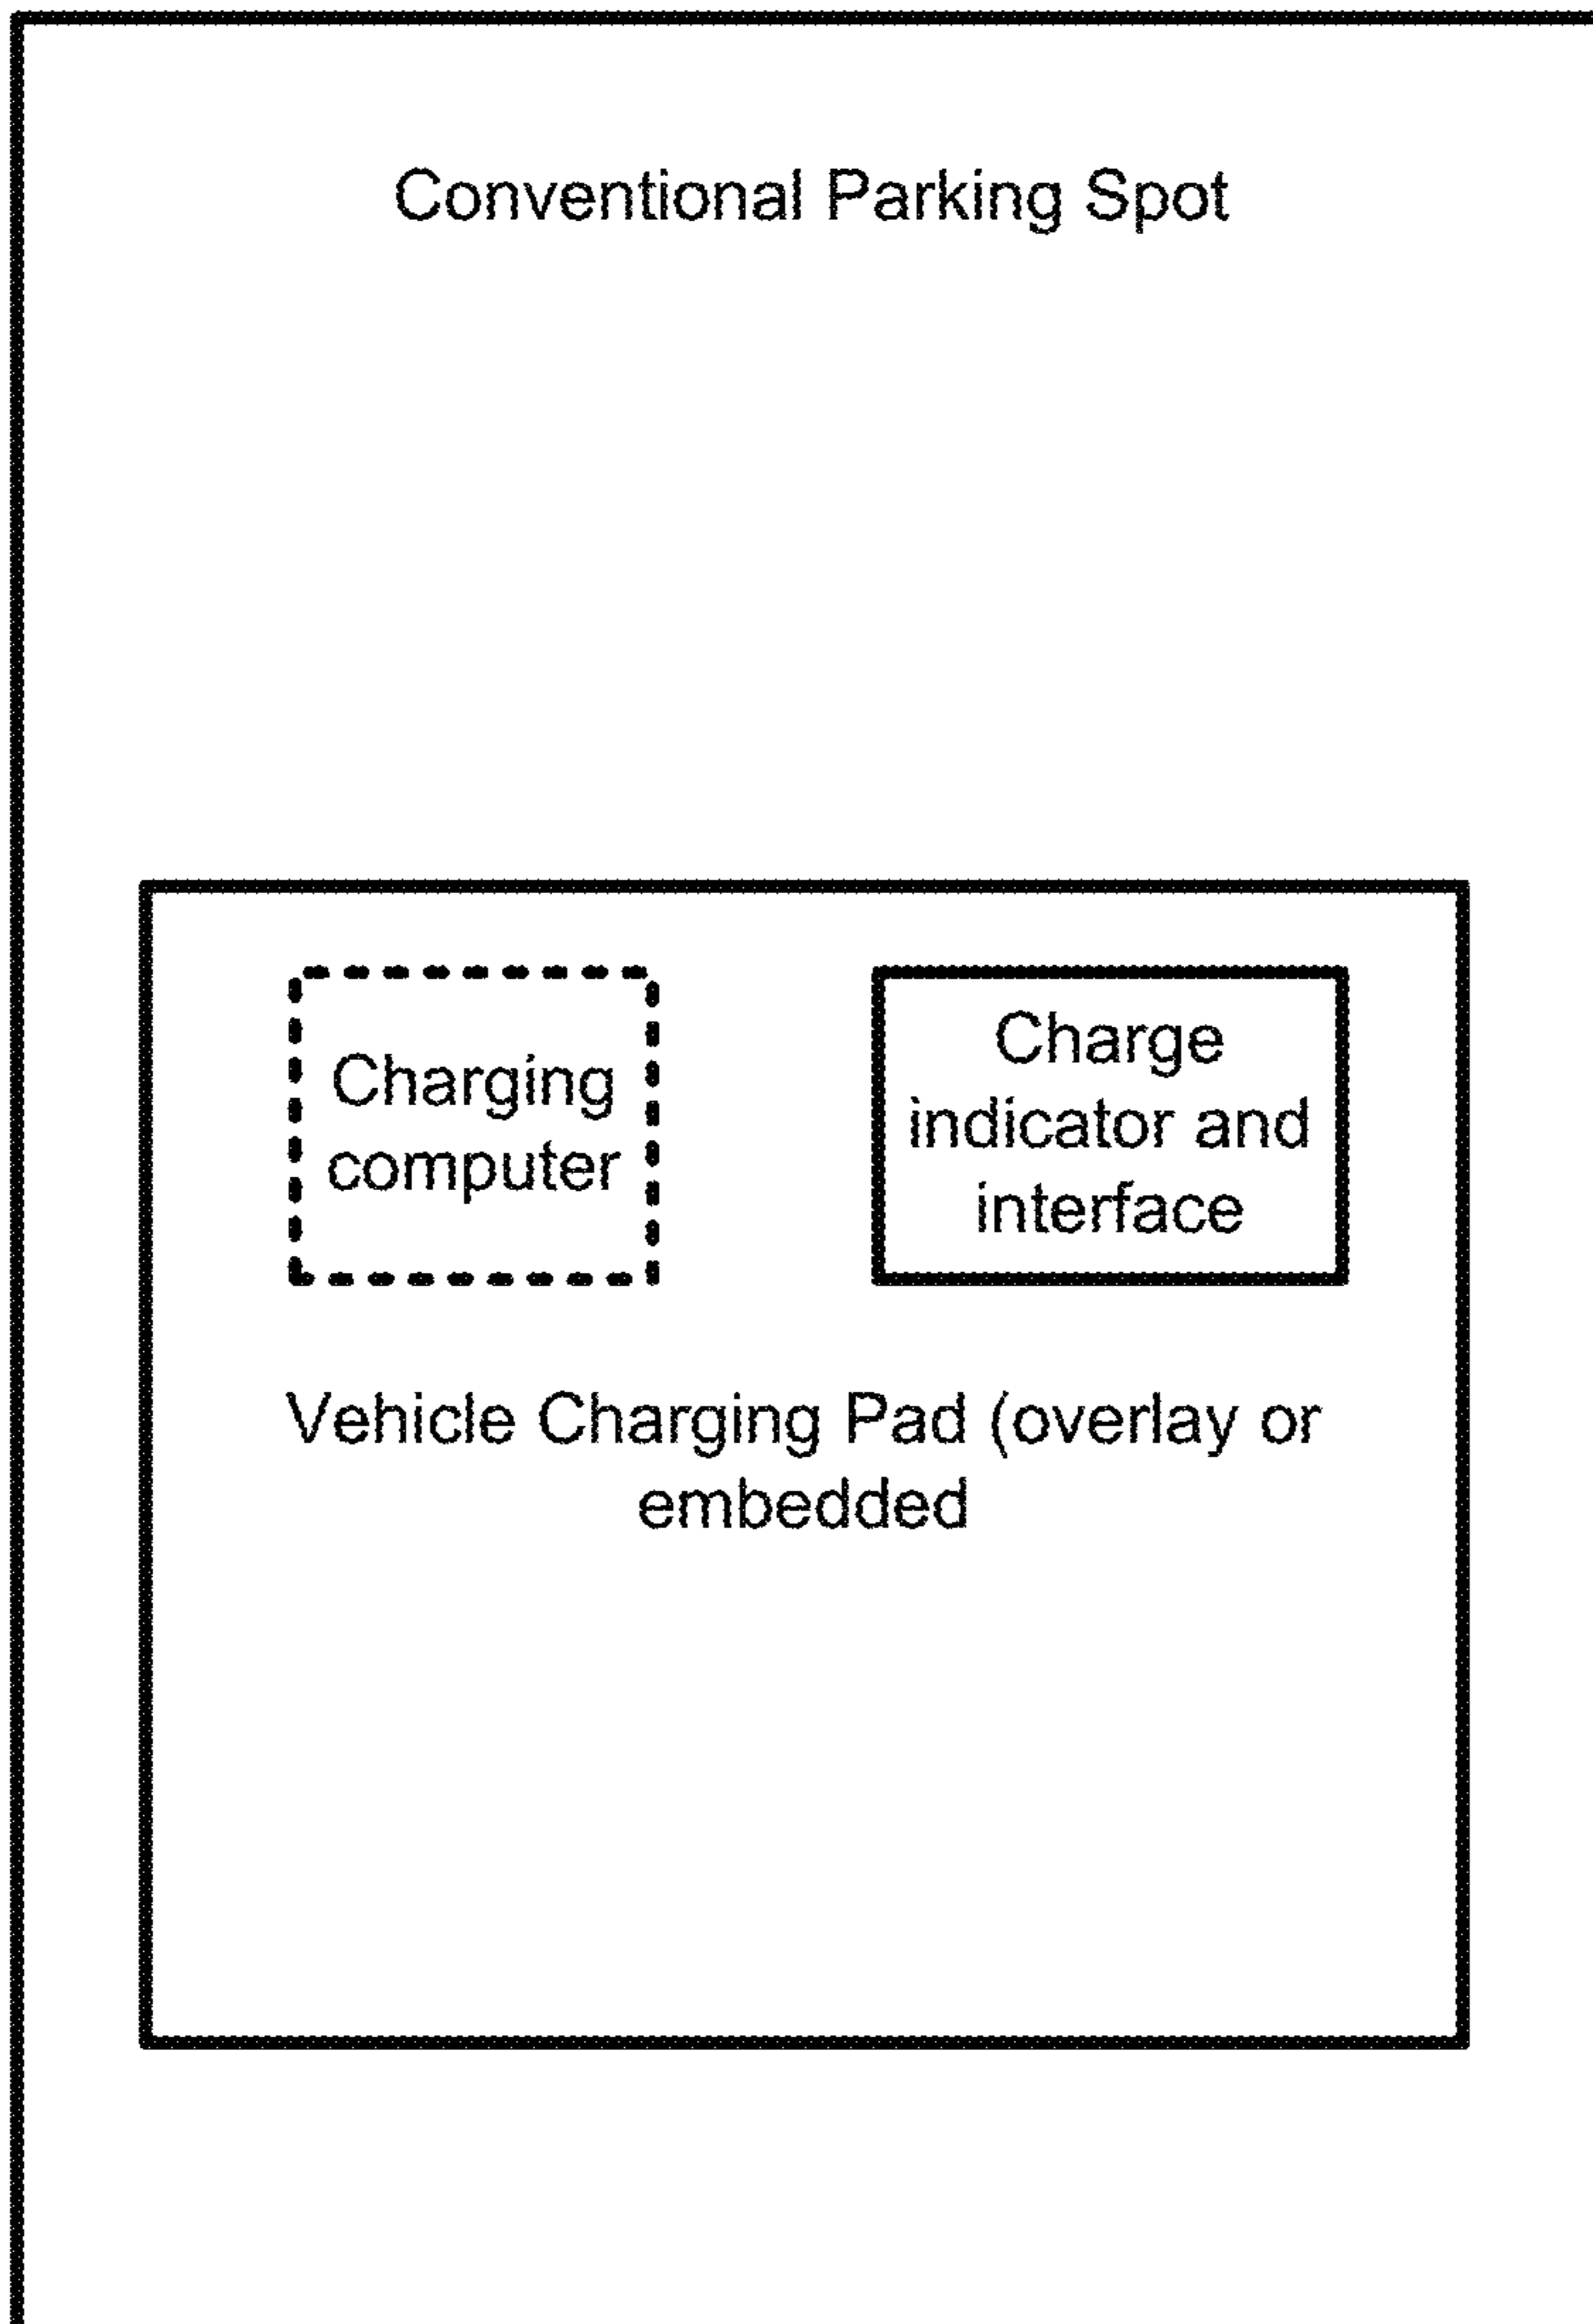 Conventional Parking Spot
Charging
computer
Charge
indicator and
interface
Vehicle Charging Pad (overlay or
embedded